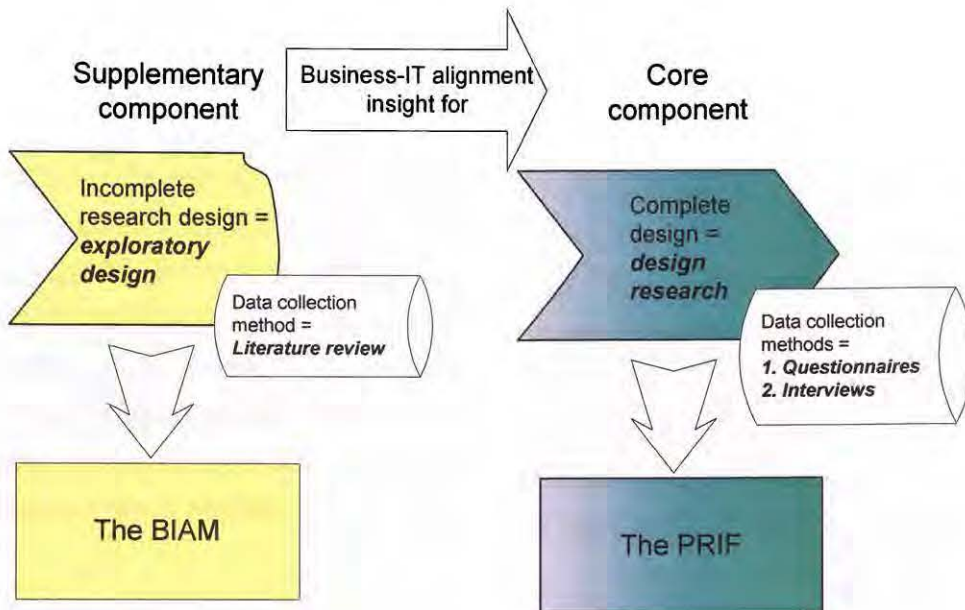 Supplementary
component
Business-IT alignment
insight for
Core
component
Incomplete
research design =
exploratory
design
Data collection
method =
Literature review
Complete
design =
design
research
Data collection
methods =
1. Questionnaires
2. Interviews
The BIAM
The PRIF